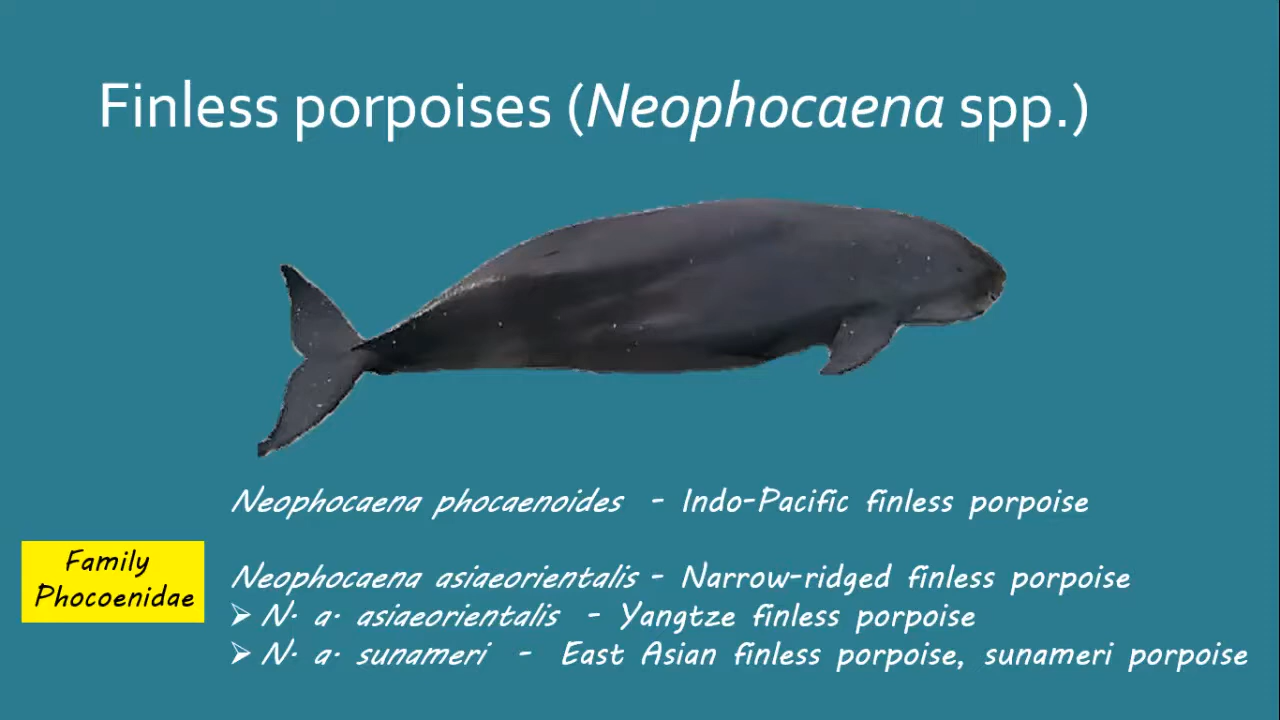 Finless porpoises (Neophocaena spp.)
Neophocaena phocaenoides - Indo-Pacific finless porpoise
Family
Phocoenidae
Neophocaena asiaeorientalis - Narrow-ridged finless porpoise
➢ N. a. asiaeorientalis - Yangtze finless porpoise
➢ N. a. sunameri - East Asian finless porpoise, sunameri porpoise